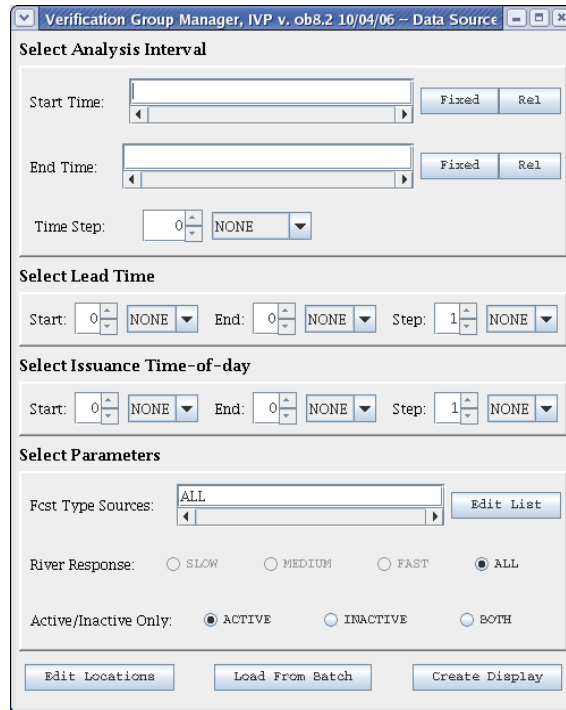 Verification Group Manager, IVP v. ob8.2 10/04/06 -- Data Source
Select Analysis Interval
Start Time: Fixed Rel
End Time: Fixed Rel
Time Step: 0 NONE
Select Lead Time
Start: 0 NONE End: 0 NONE Step: 1 NONE
Select Issuance Time-of-day
Start: 0 NONE End: 0 NONE Step: 1 NONE
Select Parameters
Fcst Type Sources: ALL Edit List
River Response: SLOW MEDIUM FAST ALL
Active/Inactive Only: ACTIVE INACTIVE BOTH
Edit Locations Load From Batch Create Display